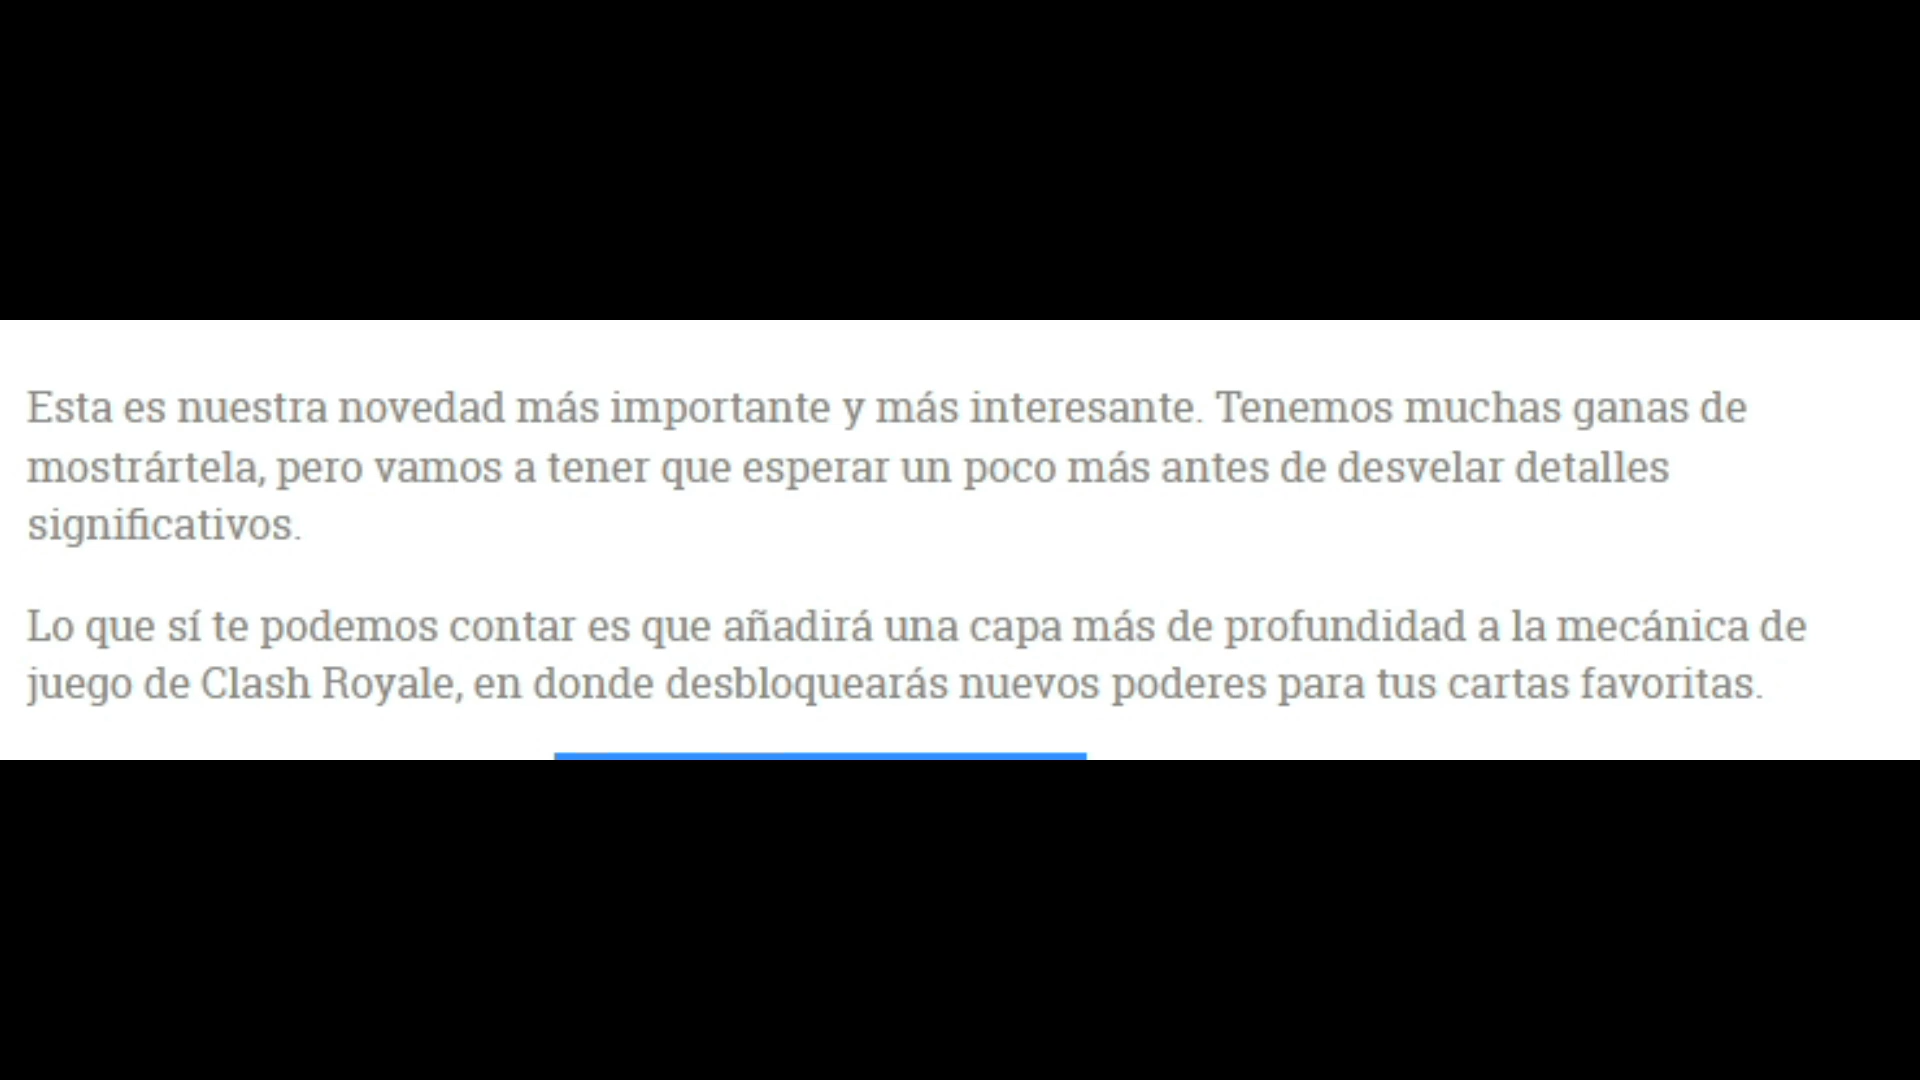 Esta es nuestra novedad más importante y más interesante. Tenemos muchas ganas de
mostrártela, pero vamos a tener que esperar un poco más antes de desvelar detalles
significativos.
Lo que sí te podemos contar es que añadirá una capa más de profundidad a la mecánica de
juego de Clash Royale, en donde desbloquearás nuevos poderes para tus cartas favoritas.